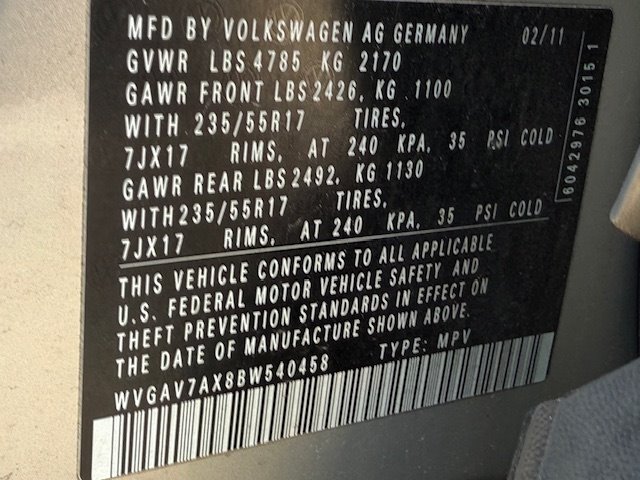 MFD BY VOLKSWAGEN AG GERMANY 02/11
GVWR LBS 4785 KG 2170
GAWR FRONT LBS 2426, KG 1100
WITH 235/55R17 TIRES,
7JX17 RIMS, AT 240 KPA, 35 PSI COLD
GAWR REAR LBS 2492, KG 1130
WITH 235/55R17 TIRES,
7JX17 RIMS, AT 240 KPA, 35 PSI COLD
THIS VEHICLE CONFORMS TO ALL APPLICABLE
U.S. FEDERAL MOTOR VEHICLE SAFETY AND
THEFT PREVENTION STANDARDS IN EFFECT ON
THE DATE OF MANUFACTURE SHOWN ABOVE.
WVGAV7AX8BW540458 TYPE: MPV
6042976 3015 1